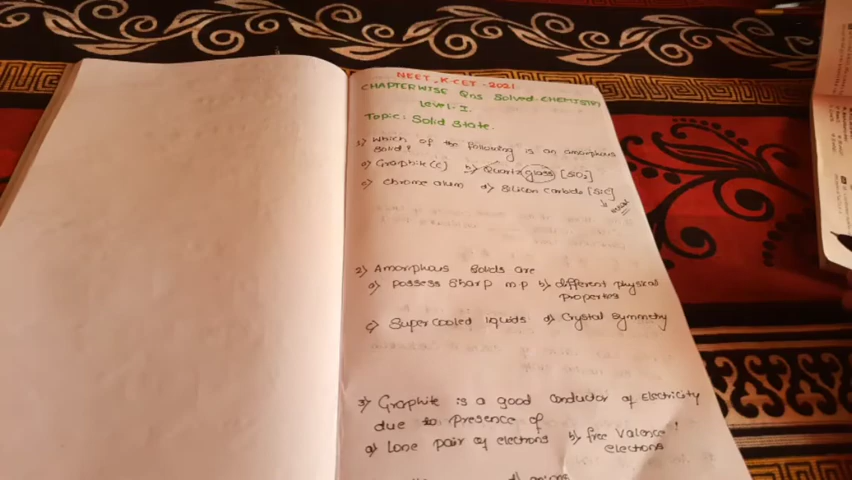 NEET, K-CET - 2021
CHAPTERWISE Qns Solved-CHEMISTRY
Level-I
Topic: Solid State.
1) Which of the following is an amorphous
solid?
a) Graphite (c) b) Quartz glass [SiO2]
c) Chrome alum d) Silicon carbide [SiC]
2) Amorphous Solids are
a) possess sharp m p b) different physical
properties
c) Super cooled liquids d) Crystal symmetry
3) Graphite is a good conductor of Electricity
due to presence of
a) lone pair of electrons b) free valence
electrons